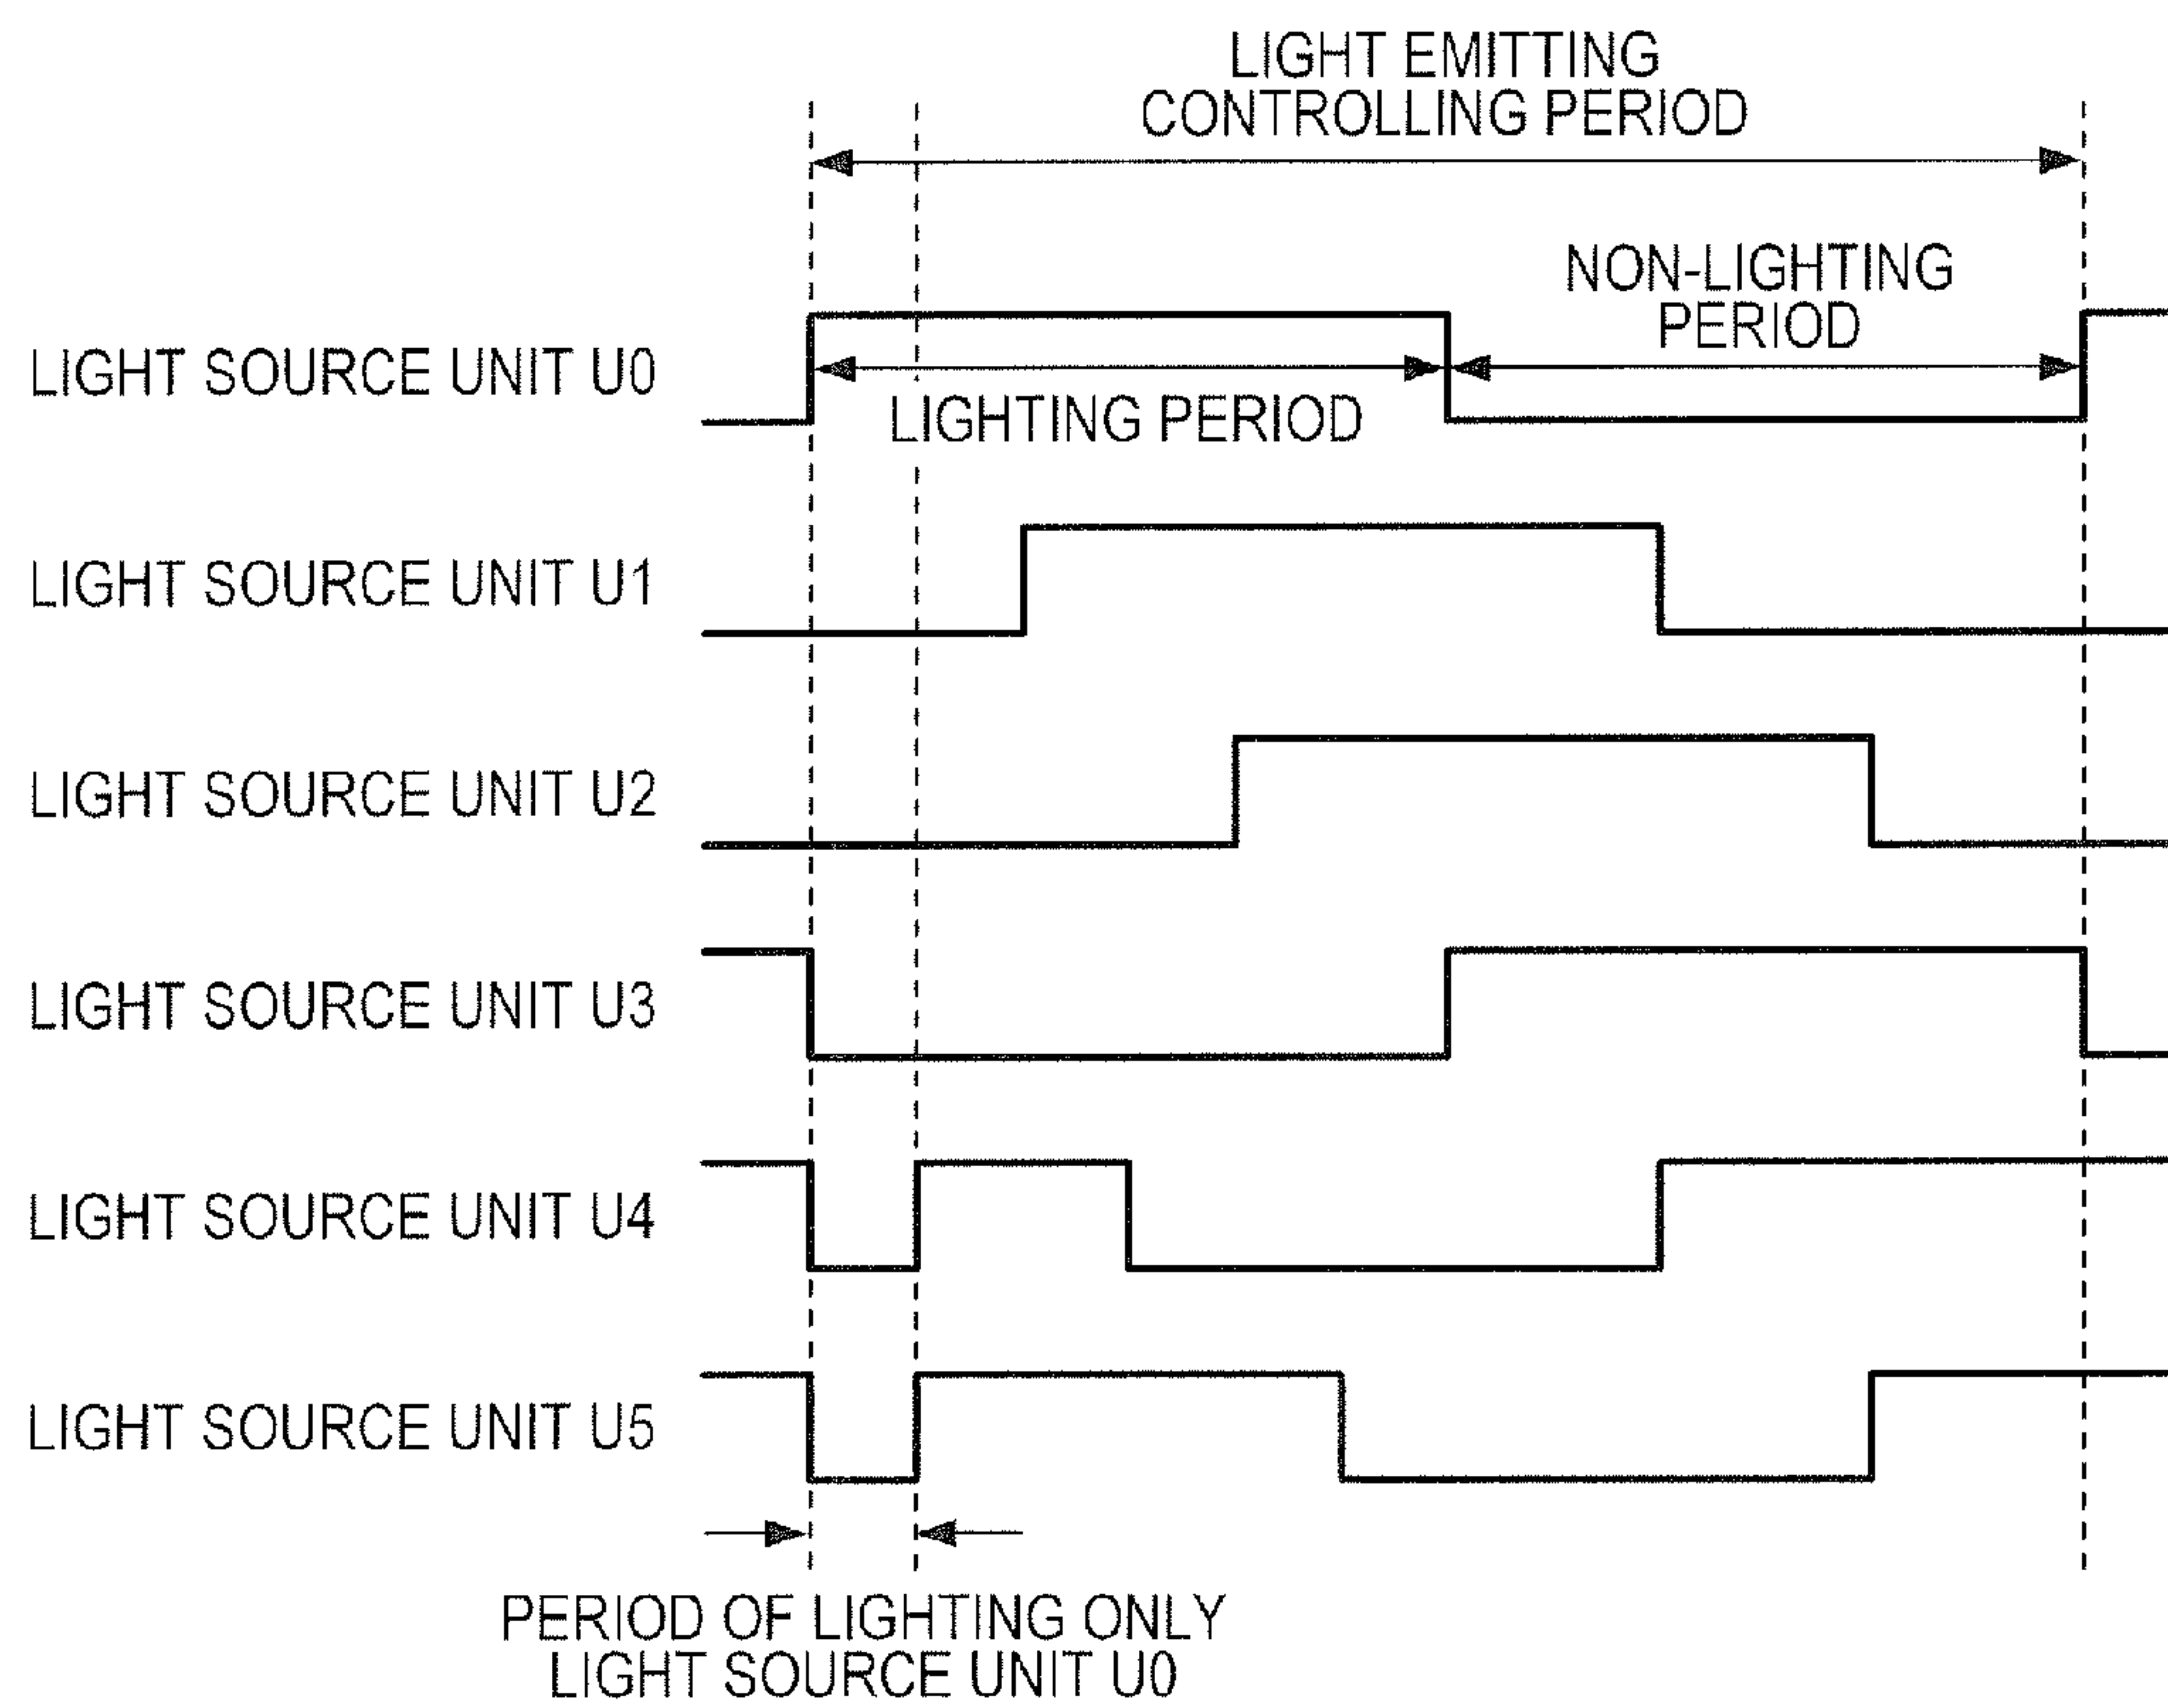 LIGHT EMITTING
CONTROLLING PERIOD
NON-LIGHTING
PERIOD
LIGHT SOURCE UNIT U0
LIGHTING PERIOD
LIGHT SOURCE UNIT U1
LIGHT SOURCE UNIT U2
LIGHT SOURCE UNIT U3
LIGHT SOURCE UNIT U4
LIGHT SOURCE UNIT U5
PERIOD OF LIGHTING ONLY
LIGHT SOURCE UNIT U0